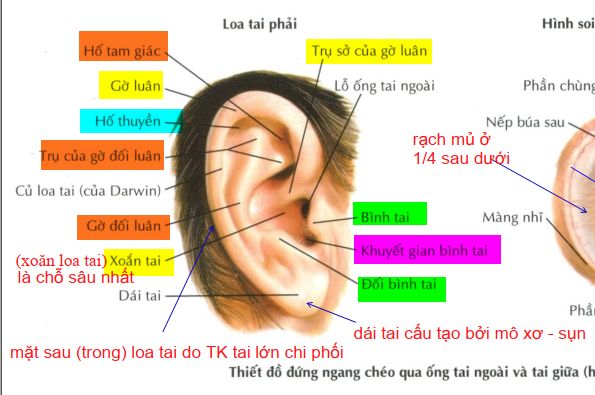 Loa tai phải
Hình soi
Hố tam giác
Trụ sở của gờ luân
Gờ luân
Lỗ ống tai ngoài
Phần chùng
Hố thuyền
Nếp búa sau
rạch mủ ở
1/4 sau dưới
Trụ của gờ đối luân
Củ loa tai (của Darwin)
Bình tai
Màng nhĩ
Gờ đối luân
Khuyết gian bình tai
(xoăn loa tai) Xoắn tai
là chỗ sâu nhất
Đối bình tai
Dái tai
Phần
dái tai cấu tạo bởi mô xơ - sụn
mặt sau (trong) loa tai do TK tai lớn chi phối
Thiết đồ đứng ngang chéo qua ống tai ngoài và tai giữa (h